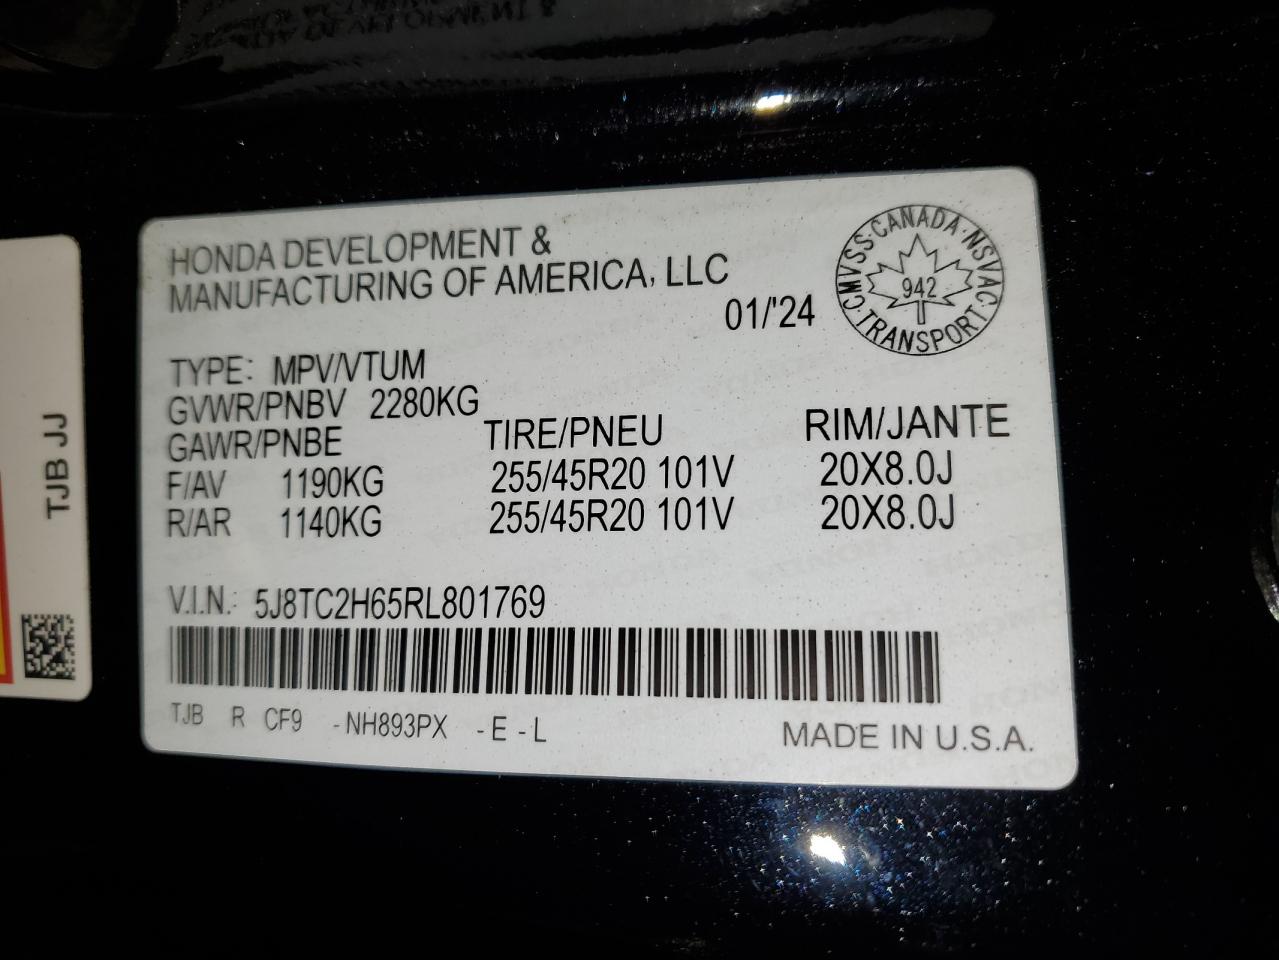 HONDA DEVELOPMENT &
MANUFACTURING OF AMERICA, LLC
01/'24
CMVSS·CANADA·NSVAC·TRANSPORT·
942
TYPE: MPV/VTUM
GVWR/PNBV 2280KG
GAWR/PNBE TIRE/PNEU RIM/JANTE
F/AV 1190KG 255/45R20 101V 20X8.0J
R/AR 1140KG 255/45R20 101V 20X8.0J
V.I.N.: 5J8TC2H65RL801769
TJB R CF9 -NH893PX -E -L
MADE IN U.S.A.
TJB JJ